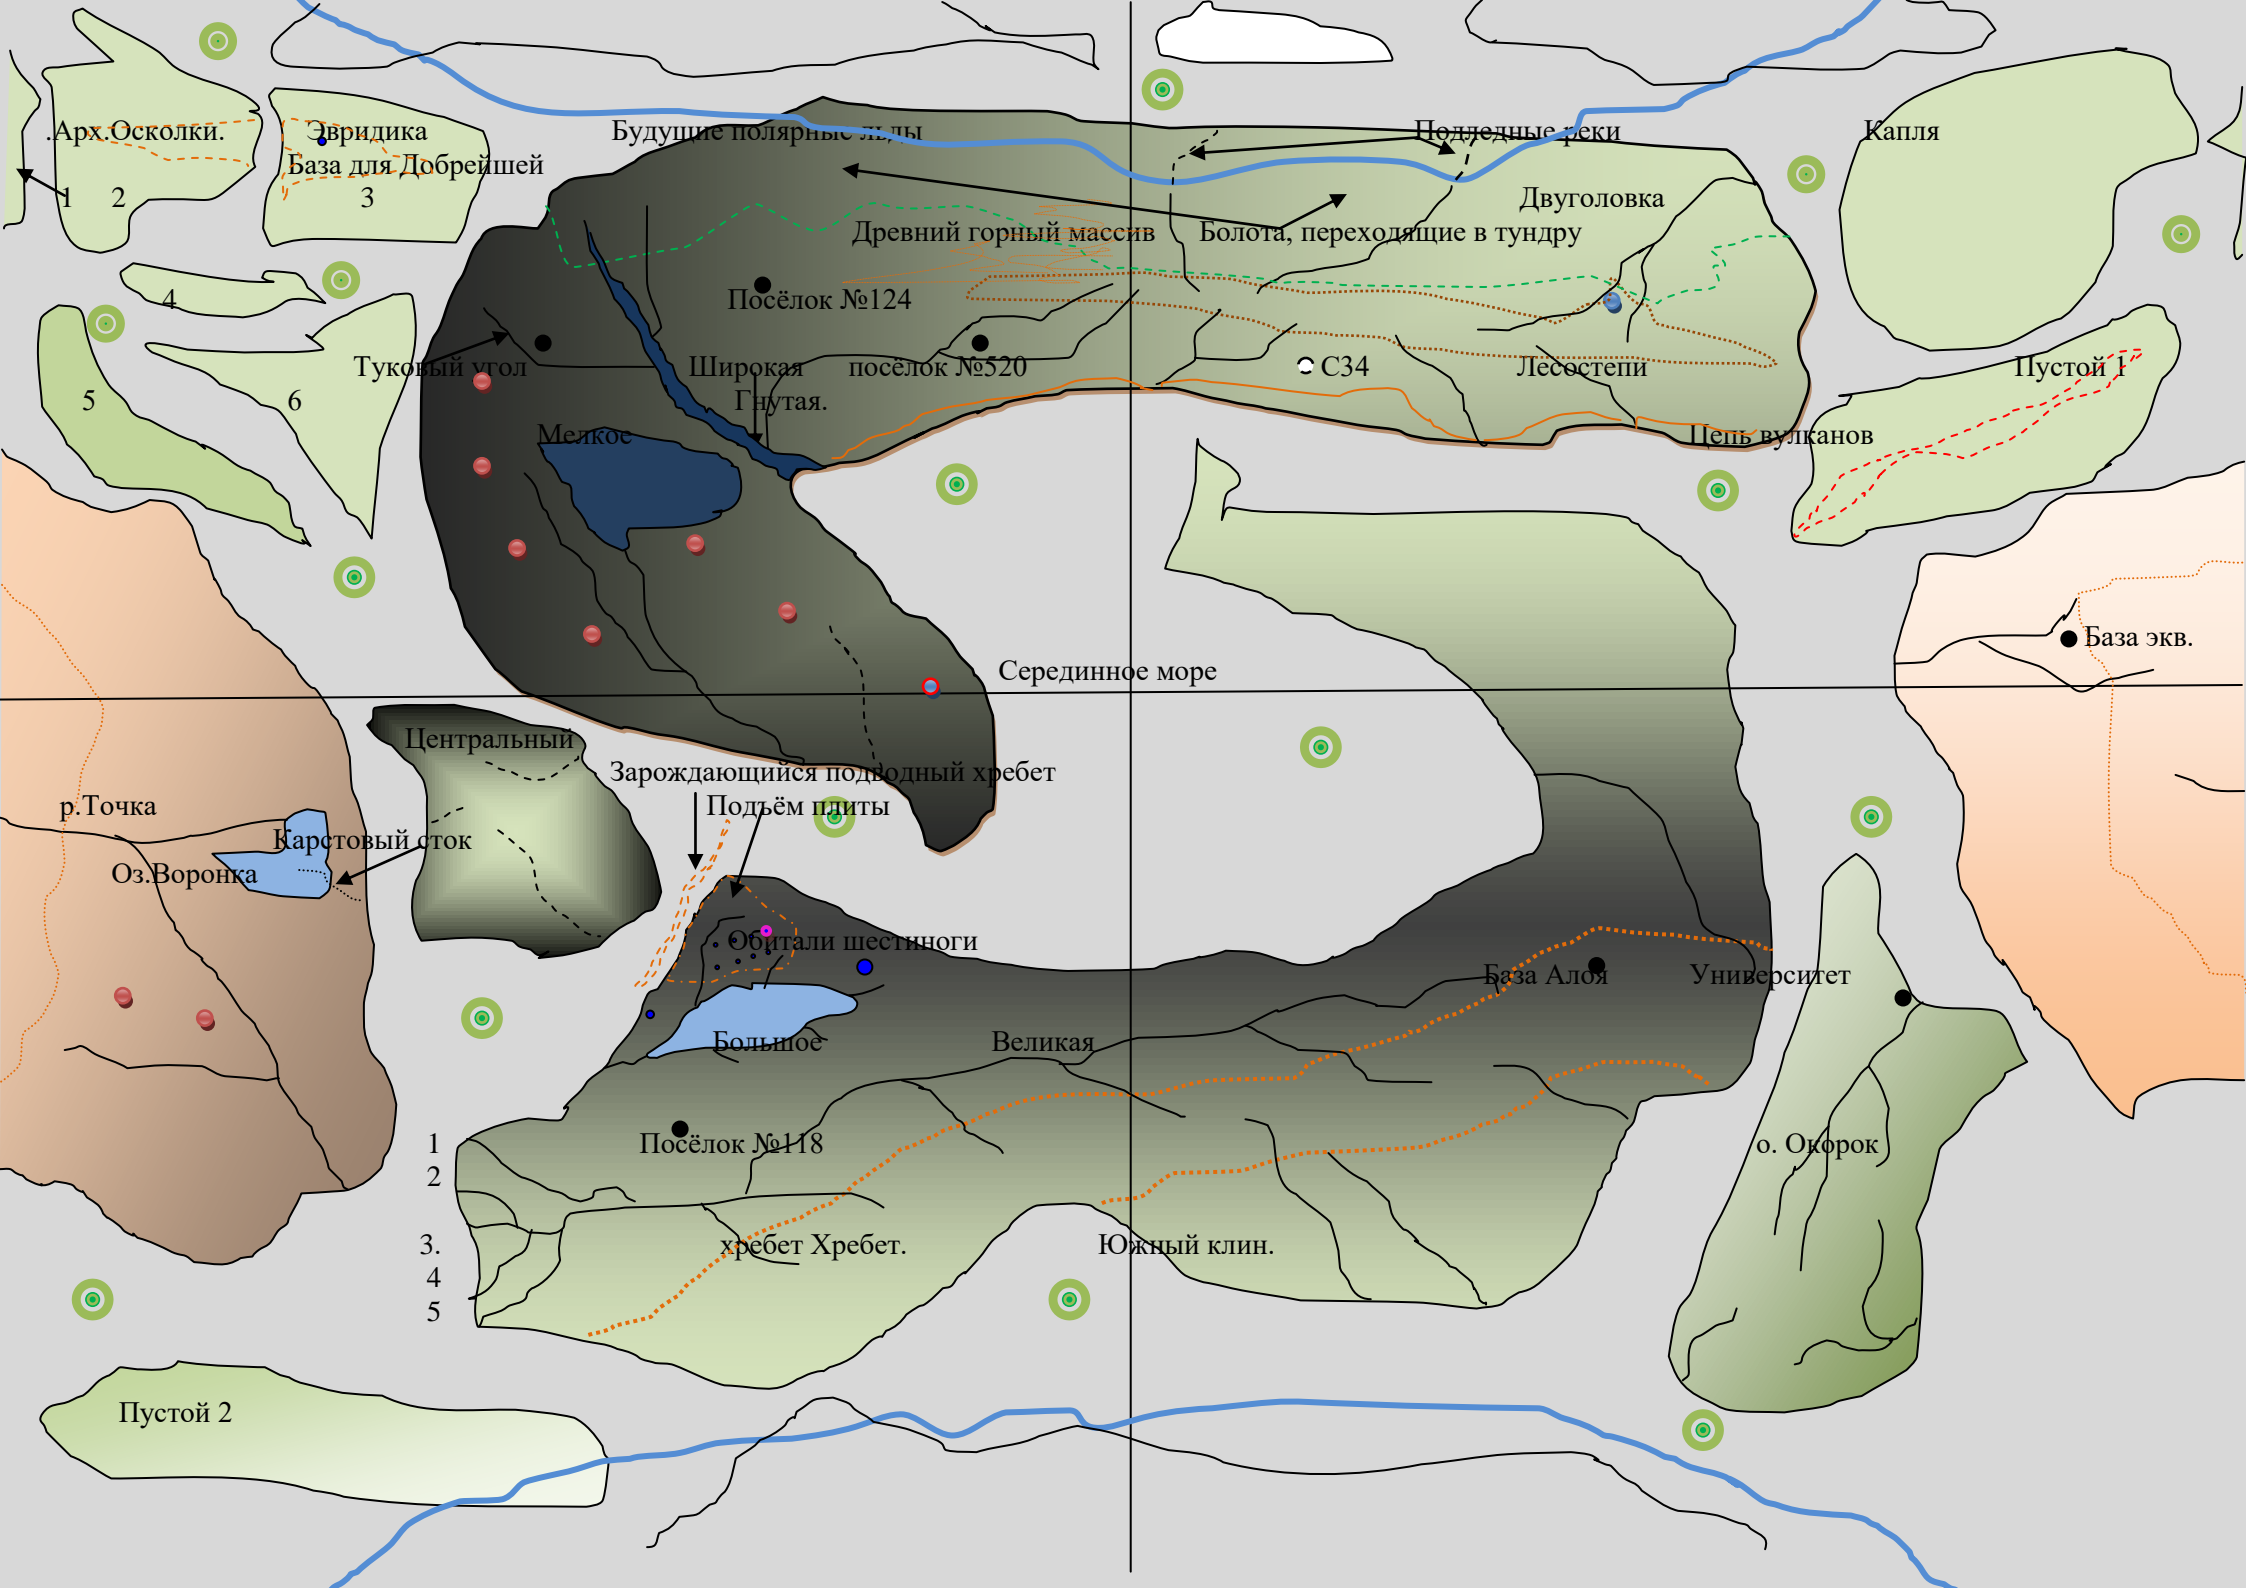 .Арх.Осколки.
Эвридика
Будущие полярные льды
Подледные реки
Капля
База для Добрейшей
1
2
3
Двуголовка
Древний горный массив
Болота, переходящие в тундру
4
Посёлок №124
Туковый угол
Широкая
посёлок №520
С34
Лесостепи
Пустой 1
5
6
Гнутая.
Мелкое
Цепь вулканов
База экв.
Серединное море
Центральный
Зарождающийся подводный хребет
р.Точка
Подъём плиты
Карстовый сток
Оз.Воронка
Обитали шестиноги
База Алоя
Университет
Большое
Великая
1
Посёлок №118
о. Окорок
2
3.
хребет Хребет.
Южный клин.
4
5
Пустой 2